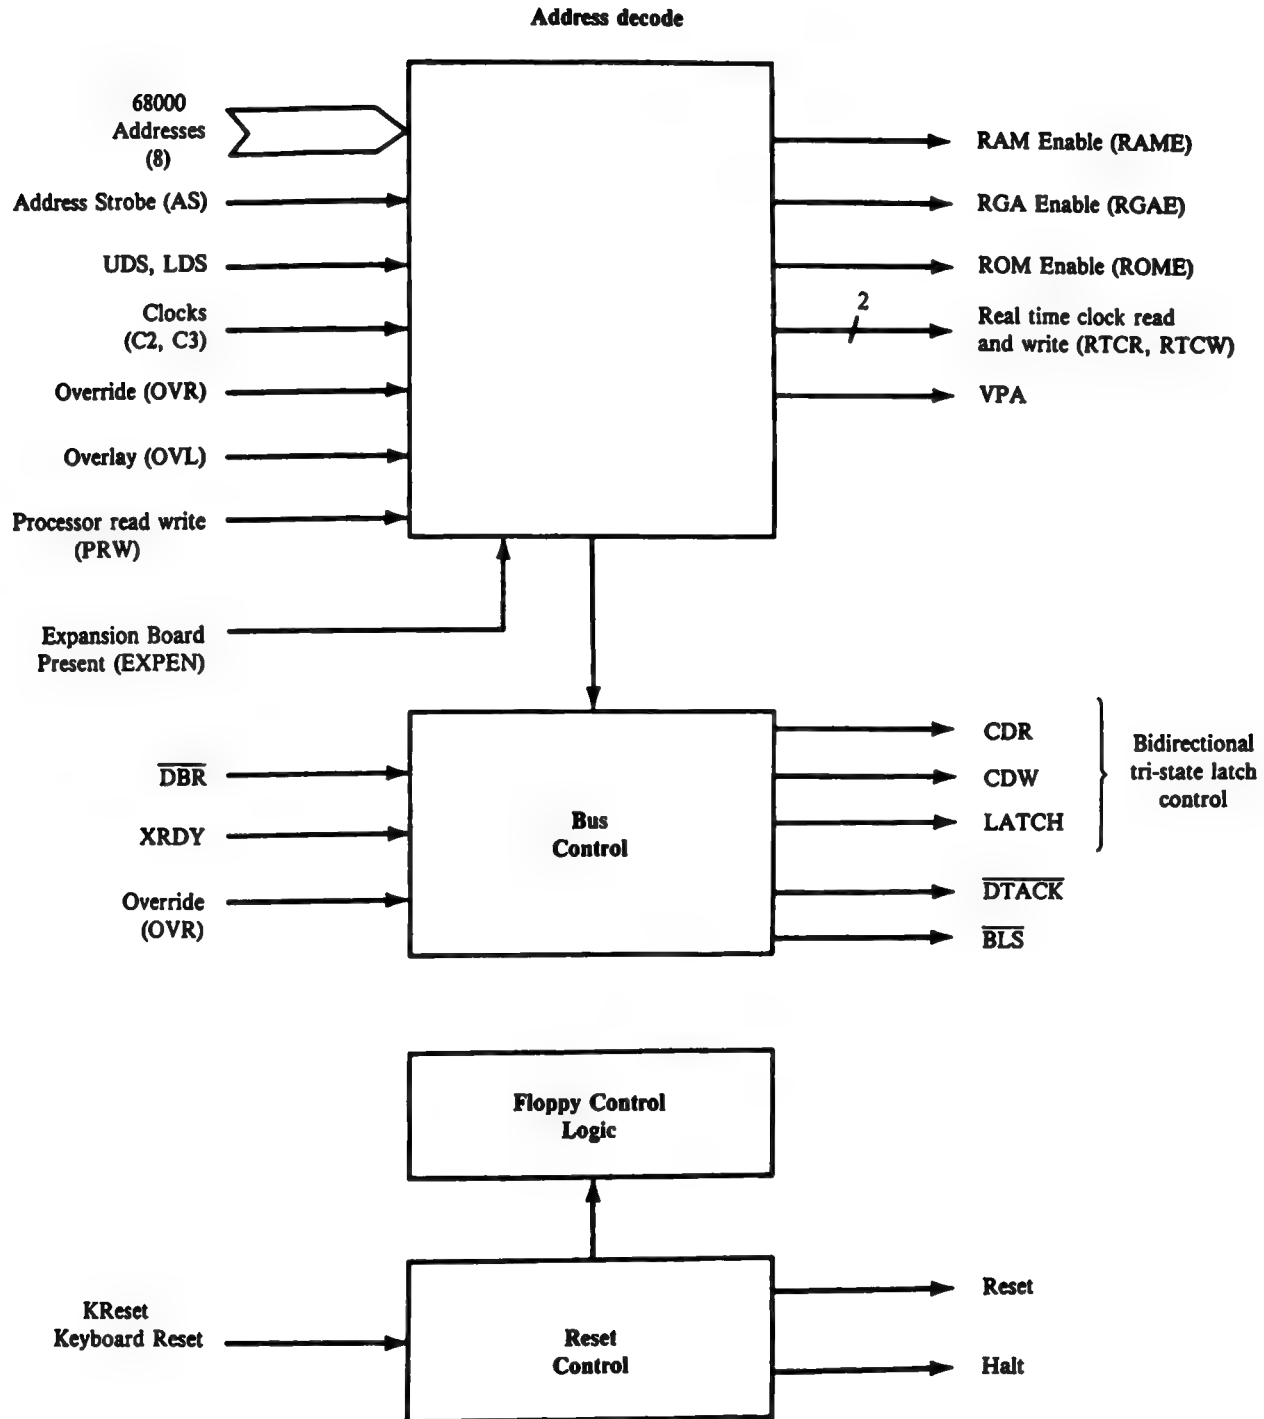 Address decode
68000
Addresses
(8)
Address Strobe (AS)
UDS, LDS
Clocks
(C2, C3)
Override (OVR)
Overlay (OVL)
Processor read write
(PRW)
Expansion Board
Present (EXPEN)
RAM Enable (RAME)
RGA Enable (RGAE)
ROM Enable (ROME)
2
Real time clock read
and write (RTCR, RTCW)
VPA
D̅B̅R̅
XRDY
Override
(OVR)
Bus
Control
CDR
CDW
LATCH
D̅T̅A̅C̅K̅
B̅L̅S̅
Bidirectional
tri-state latch
control
Floppy Control
Logic
KReset
Keyboard Reset
Reset
Control
Reset
Halt